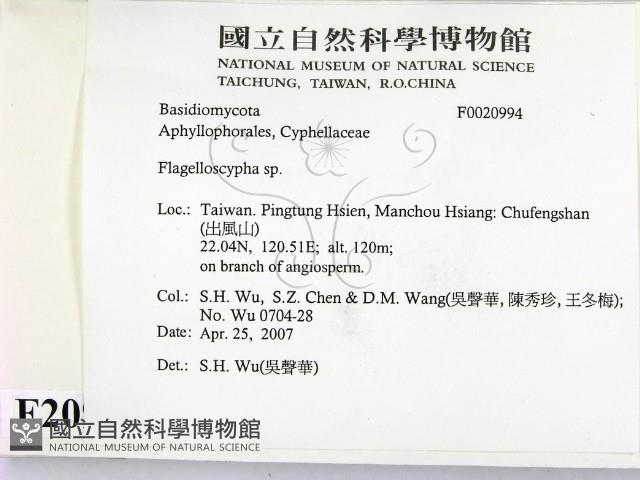 國立自然科學博物館
NATIONAL MUSEUM OF NATURAL SCIENCE
TAICHUNG, TAIWAN, R.O.CHINA
Basidiomycota F0020994
Aphyllophorales, Cyphellaceae
Flagelloscypha sp.
Loc.: Taiwan. Pingtung Hsien, Manchou Hsiang: Chufengshan
(出風山)
22.04N, 120.51E; alt. 120m;
on branch of angiosperm.
Col.: S.H. Wu, S.Z. Chen & D.M. Wang(吳聲華, 陳秀珍, 王冬梅);
No. Wu 0704-28
Date: Apr. 25, 2007
Det.: S.H. Wu(吳聲華)
國立自然科學博物館
NATIONAL MUSEUM OF NATURAL SCIENCE